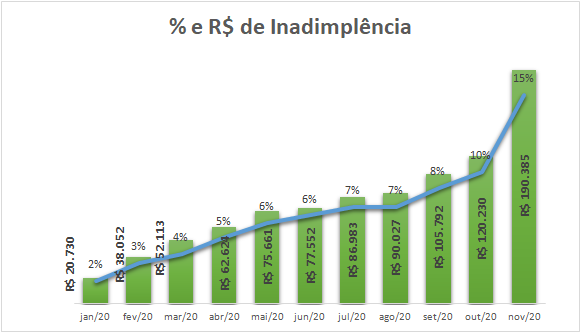 % e R$ de Inadimplência
R$ 20.730
R$ 38.052
R$ 52.113
R$ 62.624
R$ 75.661
R$ 77.552
R$ 86.983
R$ 90.027
R$ 105.792
R$ 120.230
R$ 190.385
2%
3%
4%
5%
6%
6%
7%
7%
8%
10%
15%
jan/20 fev/20 mar/20 abr/20 mai/20 jun/20 jul/20 ago/20 set/20 out/20 nov/20